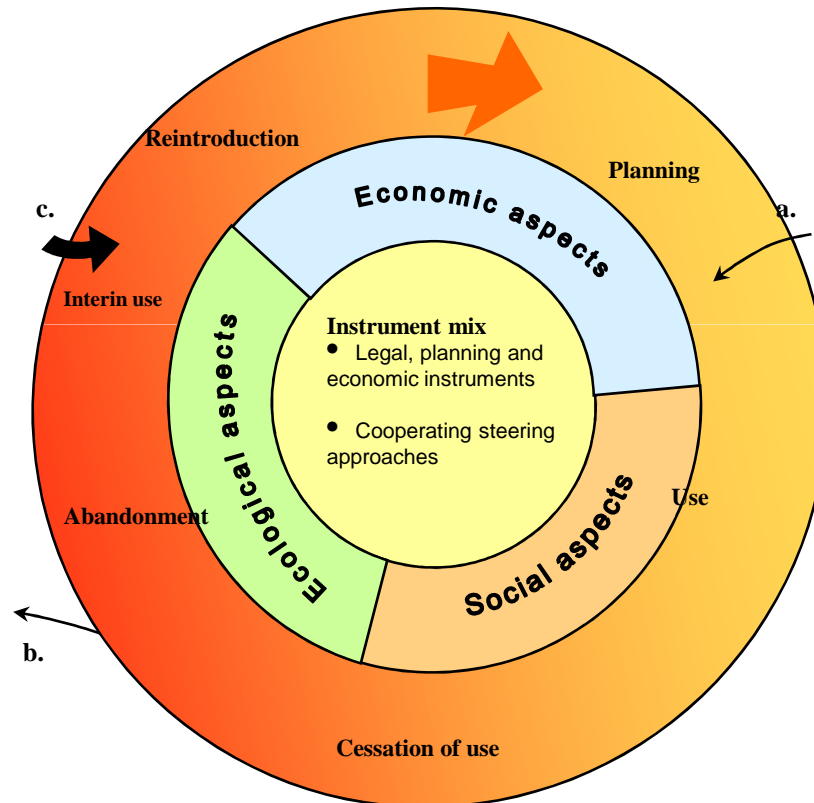 Reintroduction
Planning
Economic aspects
c.
a.
Interin use
Instrument mix
• Legal, planning and
economic instruments
• Cooperating steering
approaches
Ecological aspects
Use
Abandonment
Social aspects
b.
Cessation of use